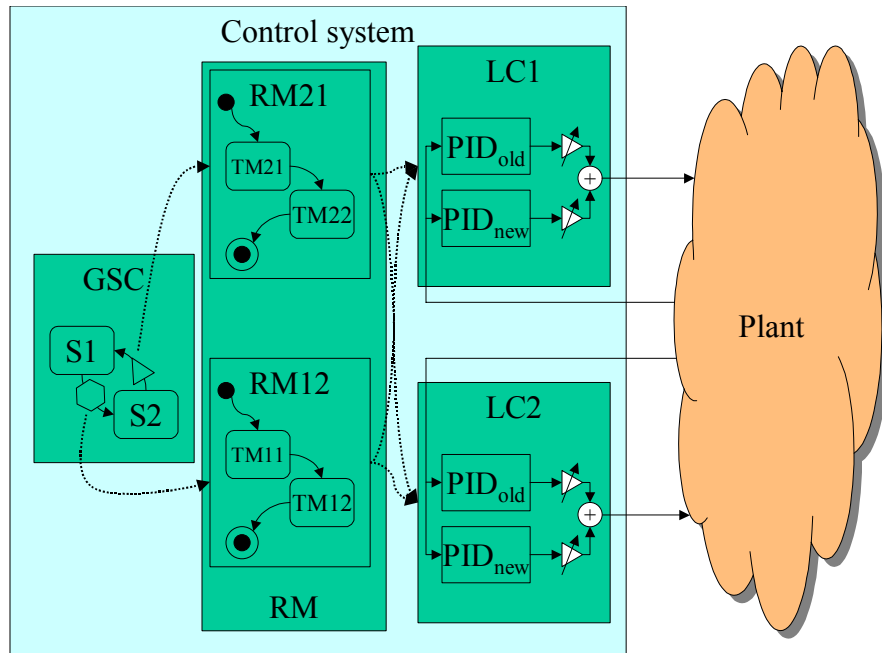 Control system
RM21
TM21
TM22
LC1
PIDold
+
PIDnew
GSC
S1
S2
Plant
RM12
TM11
TM12
RM
LC2
PIDold
+
PIDnew